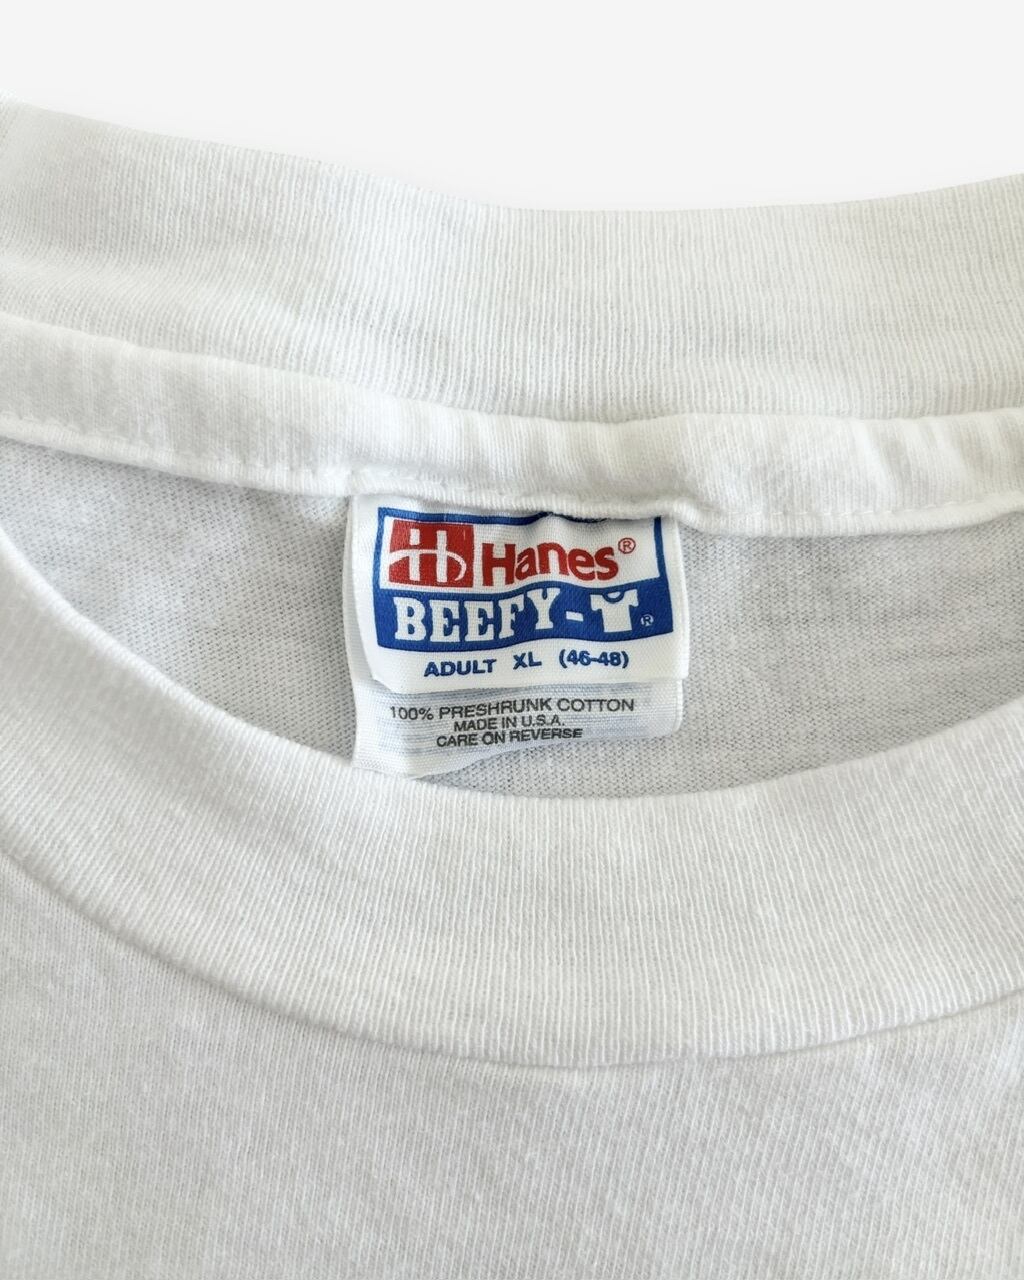 Hanes®
BEEFY-T®
ADULT XL (46-48)
100% PRESHRUNK COTTON
MADE IN U.S.A.
CARE ON REVERSE